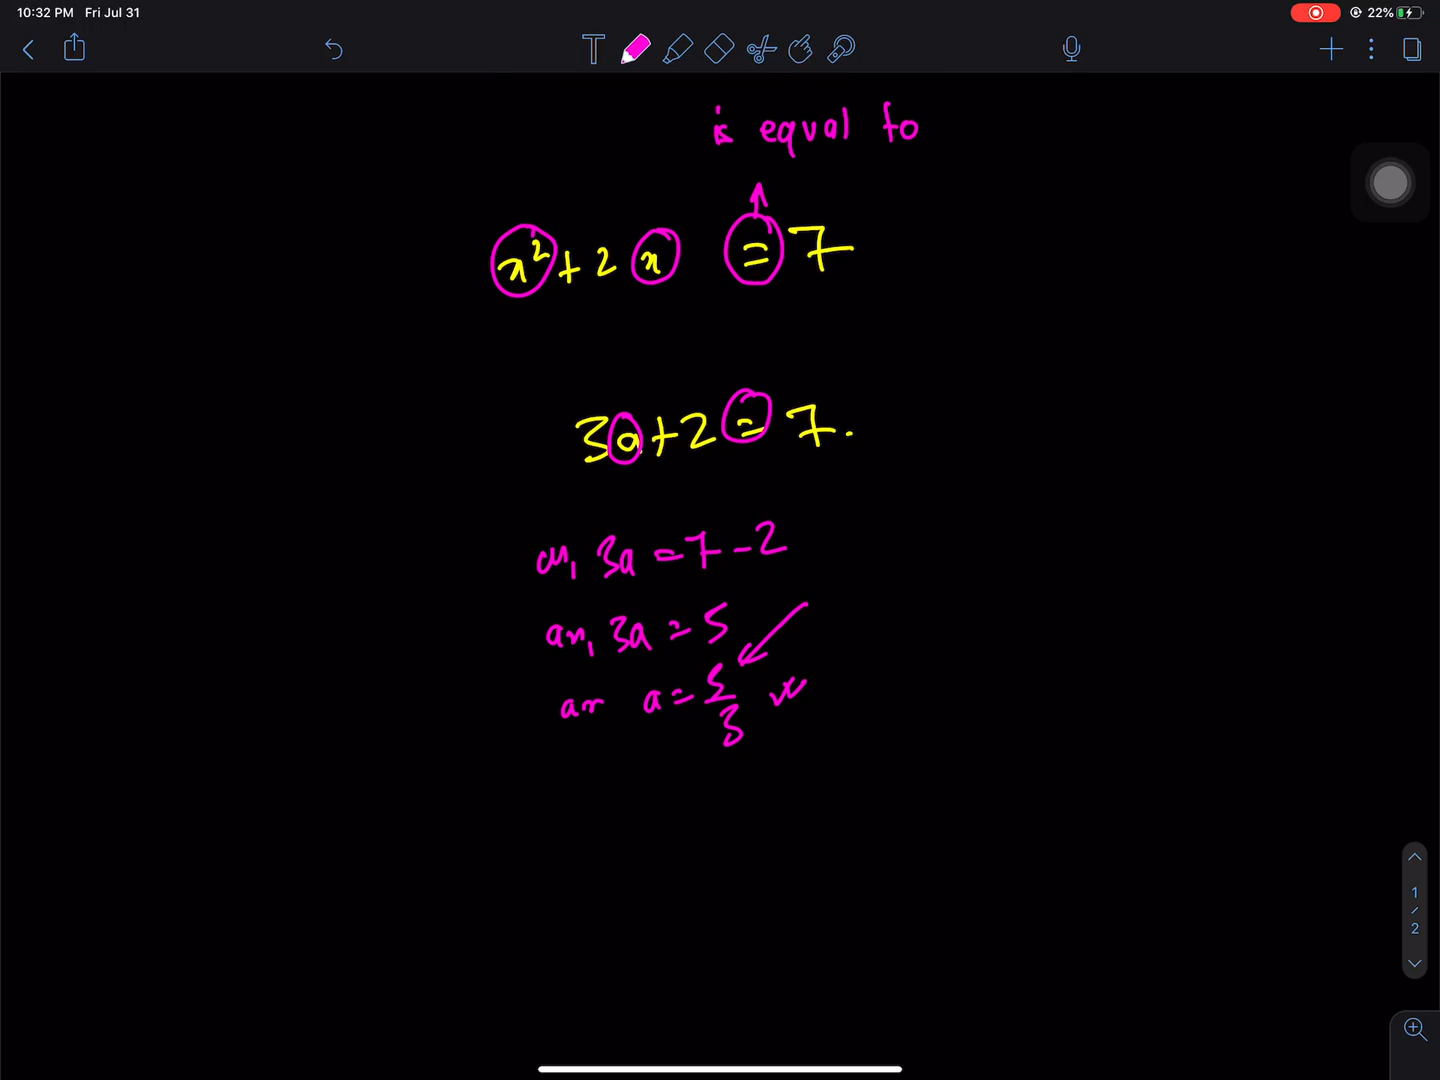 10:32 PM Fri Jul 31
22%
T
is equal to
x² + 2 x = 7
3a + 2 = 7.
or, 3a = 7 - 2
or, 3a = 5
or a = 5/3
1
/
2